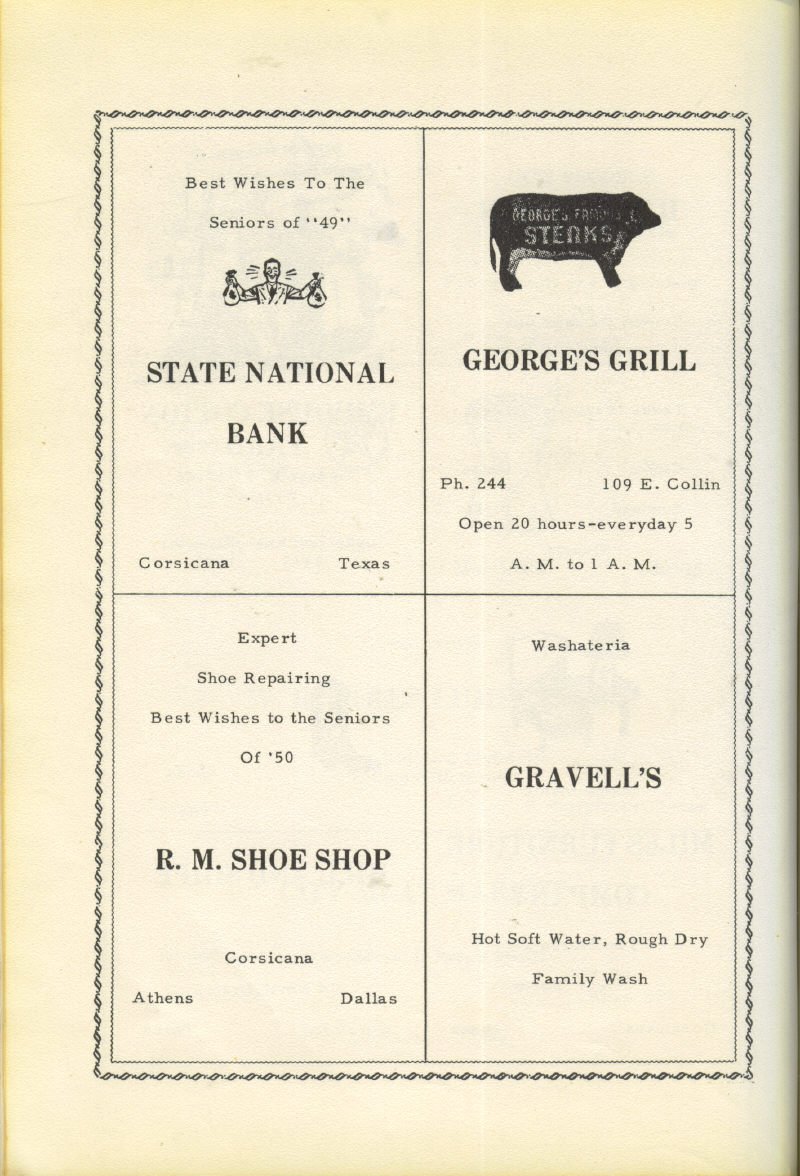 Best Wishes To The
Seniors of "49"
STATE NATIONAL
BANK
Corsicana Texas
GEORGE'S FAMOUS
STEAKS
GEORGE'S GRILL
Ph. 244 109 E. Collin
Open 20 hours-everyday 5
A. M. to 1 A. M.
Expert
Shoe Repairing
Best Wishes to the Seniors
Of '50
R. M. SHOE SHOP
Corsicana
Athens Dallas
Washateria
GRAVELL'S
Hot Soft Water, Rough Dry
Family Wash